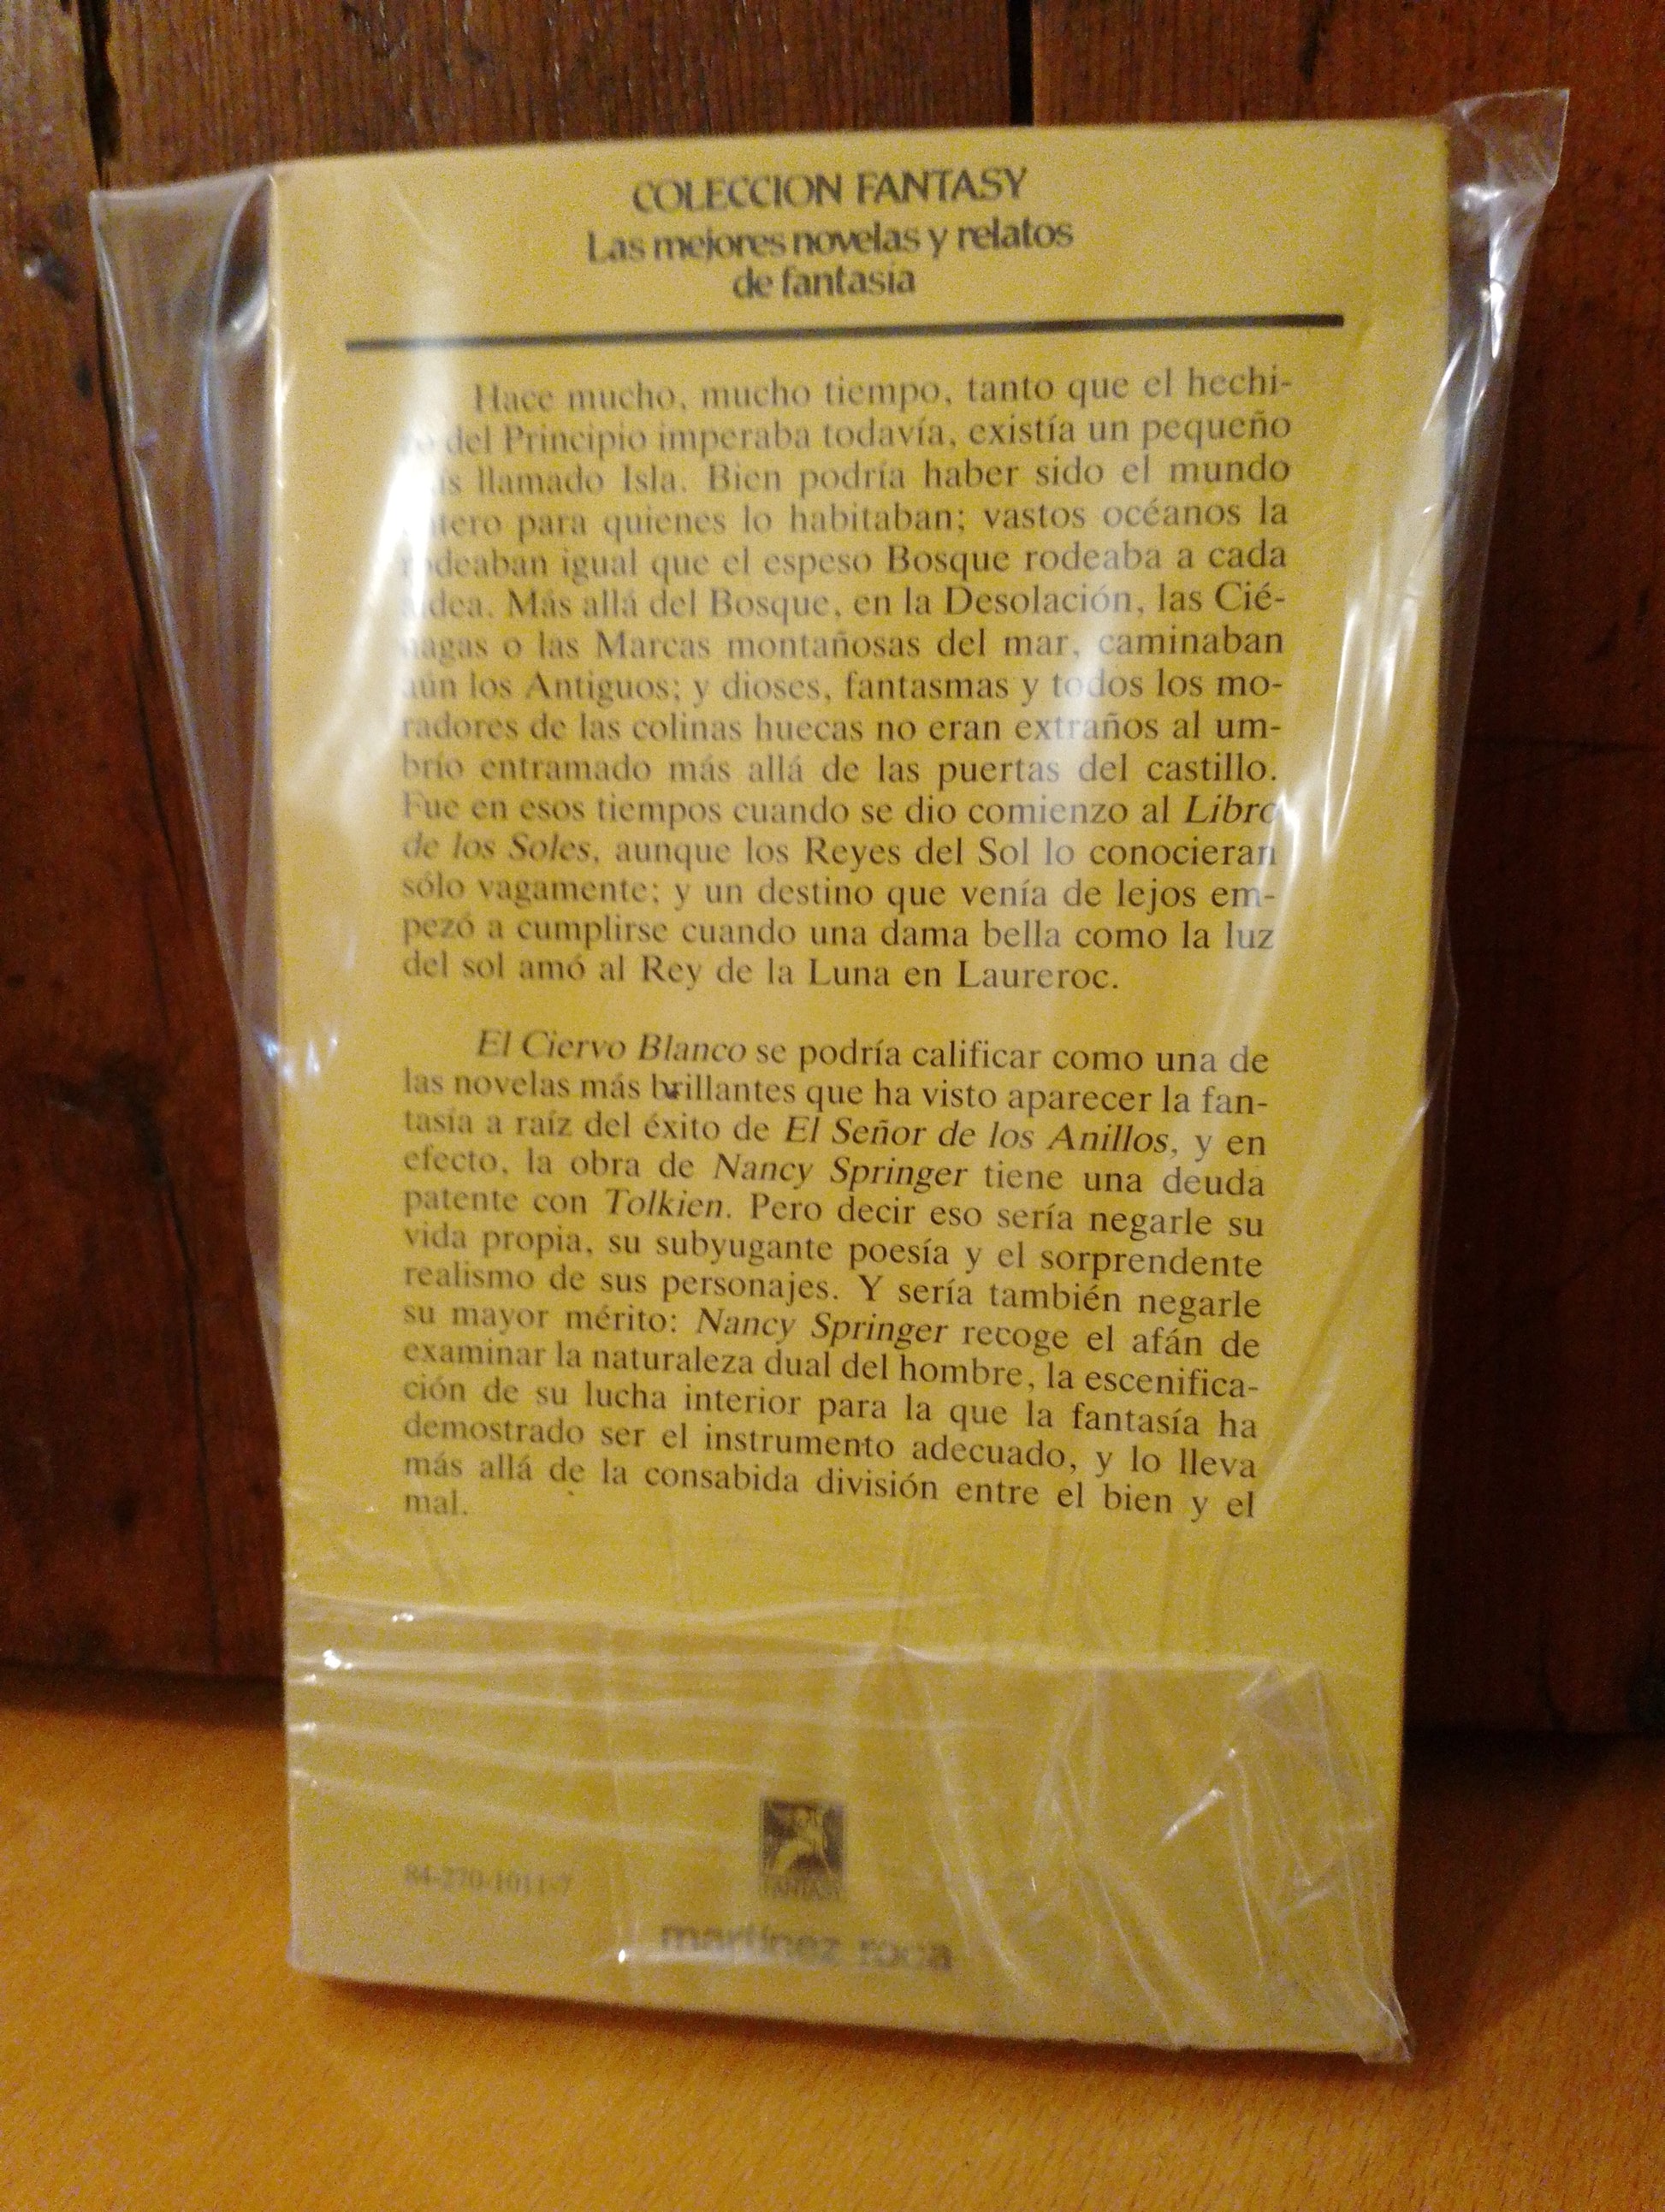 COLECCION FANTASY
Las mejores novelas y relatos
de fantasía
Hace mucho, mucho tiempo, tanto que el hechi-
del Principio imperaba todavía, existía un pequeño
llamado Isla. Bien podría haber sido el mundo
para quienes lo habitaban; vastos océanos la
rodeaban igual que el espeso Bosque rodeaba a cada
aldea. Más allá del Bosque, en la Desolación, las Cié-
nagas o las Marcas montañosas del mar, caminaban
aún los Antiguos; y dioses, fantasmas y todos los mo-
radores de las colinas huecas no eran extraños al um-
brío entramado más allá de las puertas del castillo.
Fue en esos tiempos cuando se dio comienzo al Libro
de los Soles, aunque los Reyes del Sol lo conocieran
sólo vagamente; y un destino que venía de lejos em-
pezó a cumplirse cuando una dama bella como la luz
del sol amó al Rey de la Luna en Laureroc.
El Ciervo Blanco se podría calificar como una de
las novelas más brillantes que ha visto aparecer la fan-
tasía a raíz del éxito de El Señor de los Anillos, y en
efecto, la obra de Nancy Springer tiene una deuda
patente con Tolkien. Pero decir eso sería negarle su
vida propia, su subyugante poesía y el sorprendente
realismo de sus personajes. Y sería también negarle
su mayor mérito: Nancy Springer recoge el afán de
examinar la naturaleza dual del hombre, la escenifica-
ción de su lucha interior para la que la fantasía ha
demostrado ser el instrumento adecuado, y lo lleva
más allá de la consabida división entre el bien y el
mal.
FANTASY
84-270-1011-7
martínez roca